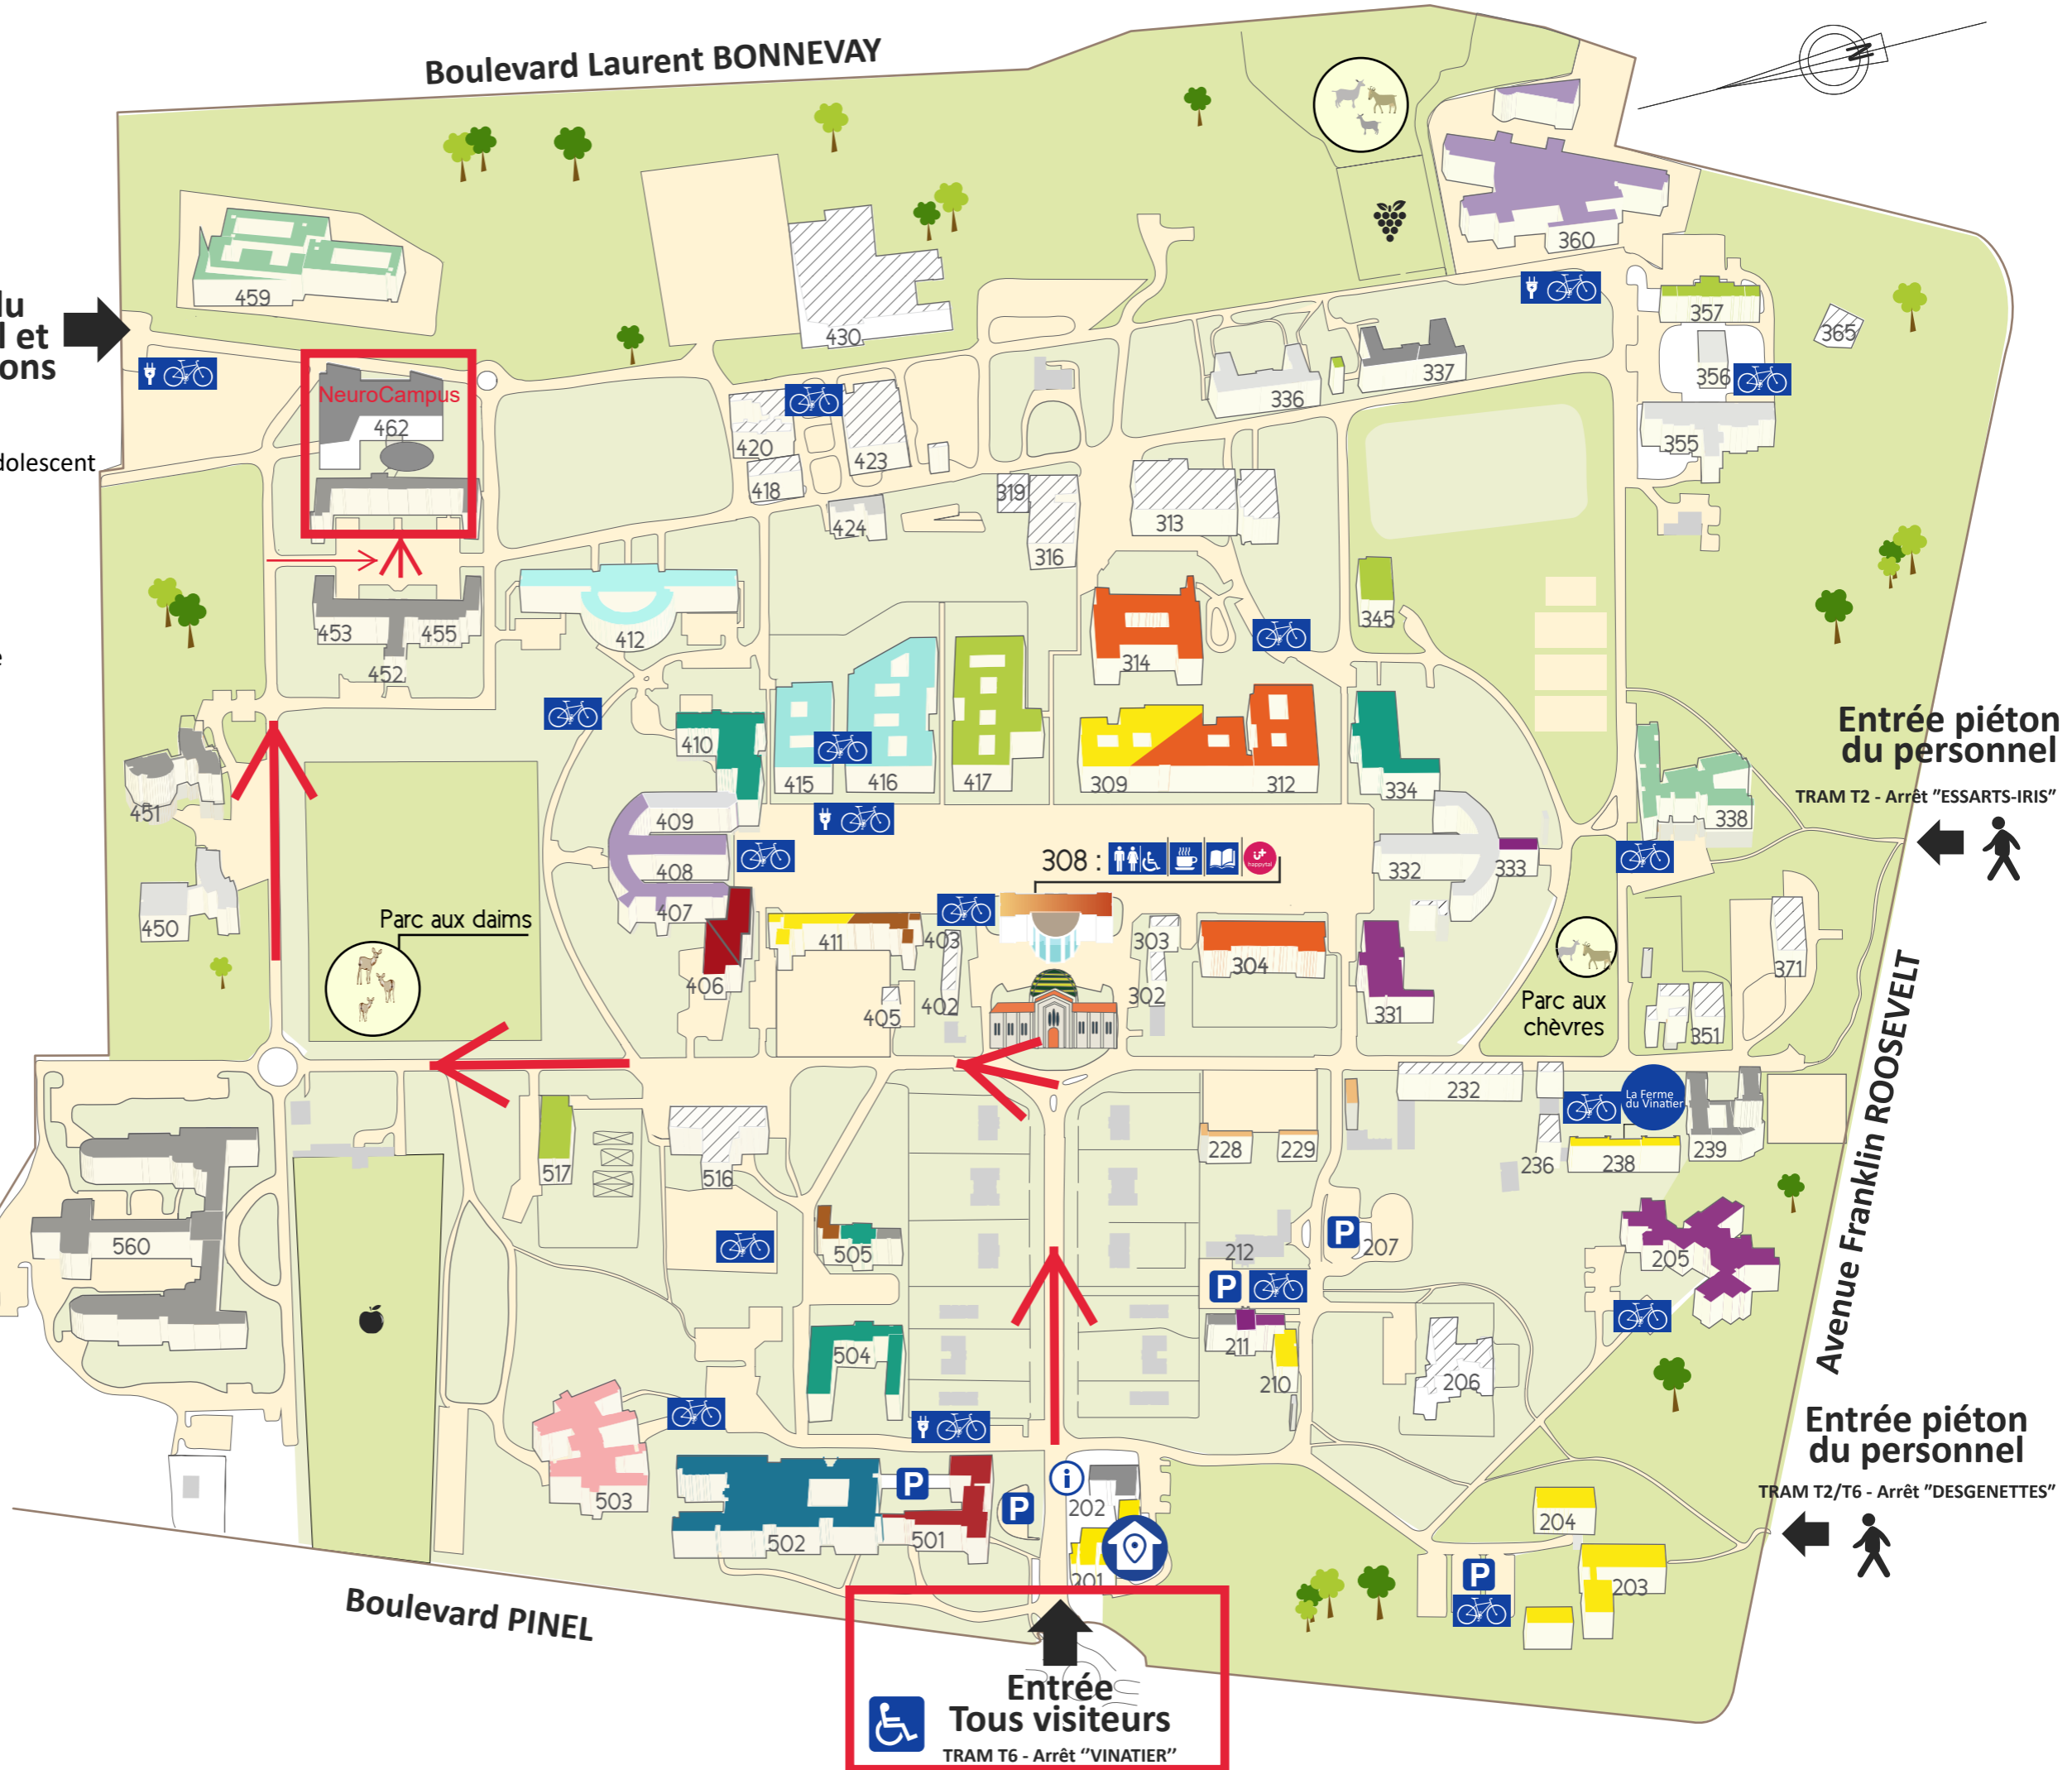 Boulevard Laurent BONNEVAY
N
lu
l et
ons
dolescent
e
459
430
360
357
365
356
355
337
336
NeuroCampus
462
420
423
418
424
319
316
313
345
453
455
452
412
314
410
415
416
417
309
312
334
338
Entrée piéton
du personnel
TRAM T2 - Arrêt "ESSARTS-IRIS"
451
409
408
407
308 :
happytal
332
333
450
Parc aux daims
411
403
303
304
406
405
402
302
331
Parc aux
chèvres
371
351
Avenue Franklin ROOSEVELT
232
La Ferme
du Vinatier
236
238
239
228
229
517
516
560
505
212
P
207
205
P
211
210
206
504
503
502
P
501
P
i
202
201
204
P
203
Entrée piéton
du personnel
TRAM T2/T6 - Arrêt "DESGENETTES"
Boulevard PINEL
Entrée
Tous visiteurs
TRAM T6 - Arrêt "VINATIER"